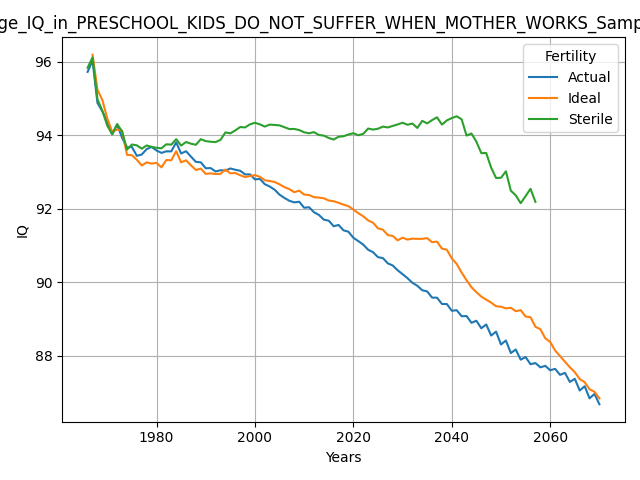 ge_IQ_in_PRESCHOOL_KIDS_DO_NOT_SUFFER_WHEN_MOTHER_WORKS_Samp
Fertility
Actual
Ideal
Sterile
96
94
92
90
88
IQ
1980
2000
2020
2040
2060
Years